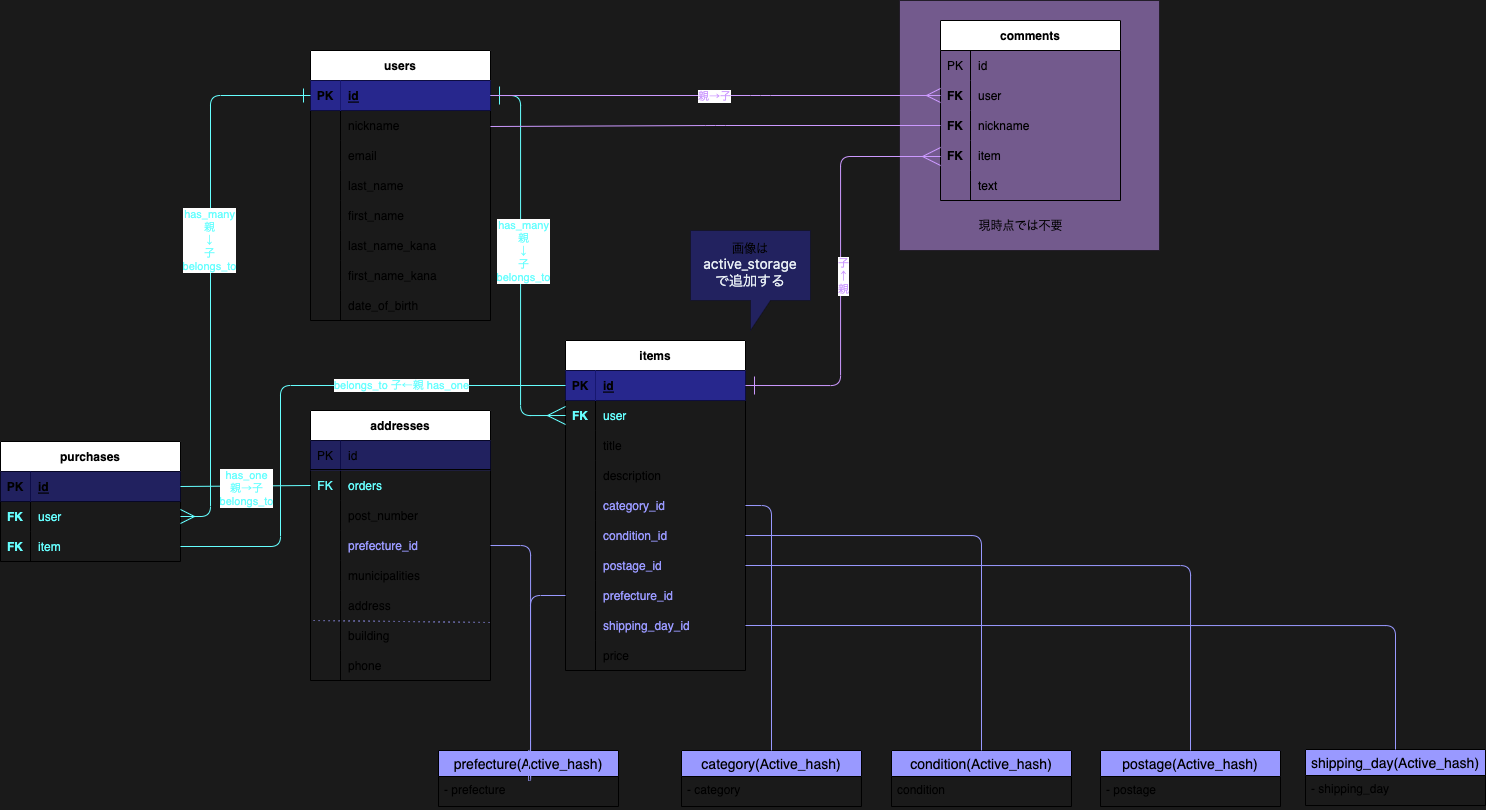 users
PK id
nickname
email
last_name
first_name
last_name_kana
first_name_kana
date_of_birth
comments
PK id
FK user
FK nickname
FK item
text
現時点では不要
親→子
子
↑
親
has_many
親
↓
子
belongs_to
has_many
親
↓
子
belongs_to
画像は
active_storage
で追加する
items
PK id
FK user
title
description
category_id
condition_id
postage_id
prefecture_id
shipping_day_id
price
belongs_to 子←親 has_one
addresses
PK id
FK orders
post_number
prefecture_id
municipalities
address
building
phone
purchases
PK id
FK user
FK item
has_one
親→子
belongs_to
prefecture(Active_hash)
- prefecture
category(Active_hash)
- category
condition(Active_hash)
condition
postage(Active_hash)
- postage
shipping_day(Active_hash)
- shipping_day